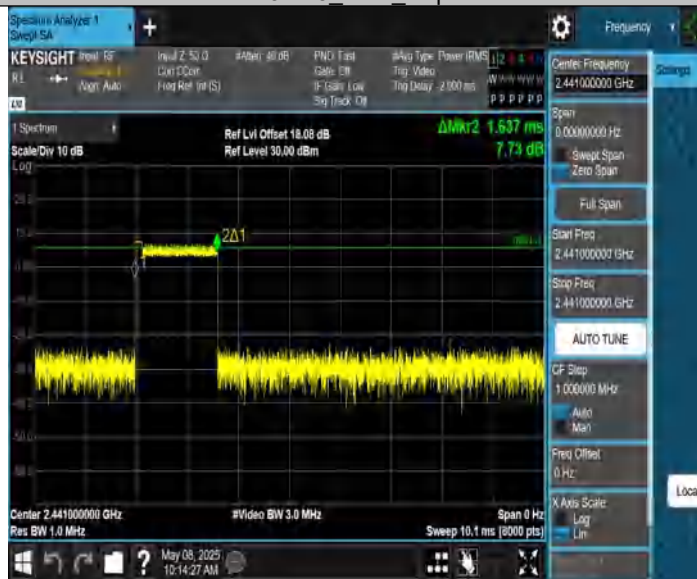 Spectrum Analyzer 1
Swept SA
+
Frequency
KEYSIGHT Input: RF
Input Z: 50 Ω
#Atten: 40 dB
PNO: Fast
#Avg Type: Power (RMS)
RL
Align: Auto
Corr CCorr
Freq Ref: Int (S)
Gate: Off
IF Gain: Low
Sig Track: Off
Trig: Video
Trig Delay: -2.000 ms
P P P P P P
1 Spectrum
Scale/Div 10 dB
Ref Lvl Offset 18.08 dB
Ref Level 30.00 dBm
ΔMkr2 1.637 ms
7.73 dB
Log
2Δ1
Center 2.441000000 GHz
Res BW 1.0 MHz
#Video BW 3.0 MHz
Span 0 Hz
Sweep 10.1 ms (8000 pts)
May 08, 2025
10:14:27 AM
?
Center Frequency
2.441000000 GHz
Settings
Span
0.00000000 Hz
Swept Span
Zero Span
Full Span
Start Freq
2.441000000 GHz
Stop Freq
2.441000000 GHz
AUTO TUNE
CF Step
1.000000 MHz
Auto
Man
Freq Offset
0 Hz
X Axis Scale
Log
Lin
Loca